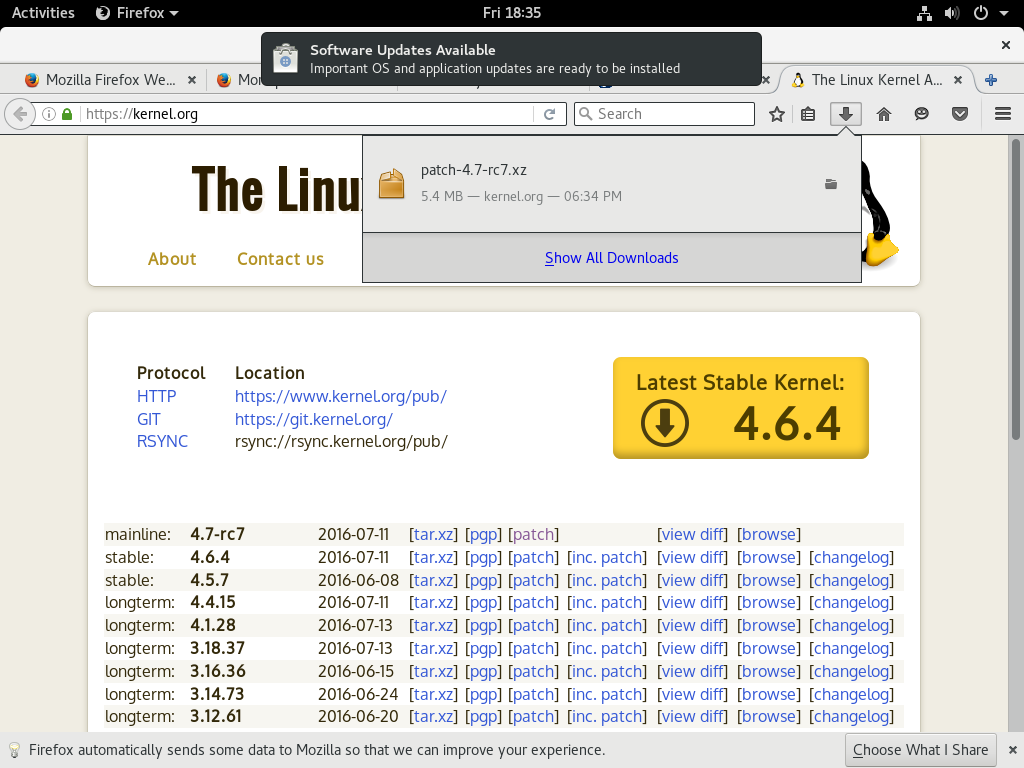 Activities Firefox Fri 18:35
Software Updates Available
Important OS and application updates are ready to be installed
Mozilla Firefox We... The Linux Kernel A...
https://kernel.org Search
patch-4.7-rc7.xz
5.4 MB — kernel.org — 06:34 PM
Show All Downloads
The Linu
About Contact us
Protocol Location
HTTP https://www.kernel.org/pub/
GIT https://git.kernel.org/
RSYNC rsync://rsync.kernel.org/pub/
Latest Stable Kernel:
4.6.4
mainline: 4.7-rc7 2016-07-11 [tar.xz] [pgp] [patch] [view diff] [browse]
stable: 4.6.4 2016-07-11 [tar.xz] [pgp] [patch] [inc. patch] [view diff] [browse] [changelog]
stable: 4.5.7 2016-06-08 [tar.xz] [pgp] [patch] [inc. patch] [view diff] [browse] [changelog]
longterm: 4.4.15 2016-07-11 [tar.xz] [pgp] [patch] [inc. patch] [view diff] [browse] [changelog]
longterm: 4.1.28 2016-07-13 [tar.xz] [pgp] [patch] [inc. patch] [view diff] [browse] [changelog]
longterm: 3.18.37 2016-07-13 [tar.xz] [pgp] [patch] [inc. patch] [view diff] [browse] [changelog]
longterm: 3.16.36 2016-06-15 [tar.xz] [pgp] [patch] [inc. patch] [view diff] [browse] [changelog]
longterm: 3.14.73 2016-06-24 [tar.xz] [pgp] [patch] [inc. patch] [view diff] [browse] [changelog]
longterm: 3.12.61 2016-06-20 [tar.xz] [pgp] [patch] [inc. patch] [view diff] [browse] [changelog]
Firefox automatically sends some data to Mozilla so that we can improve your experience. Choose What I Share